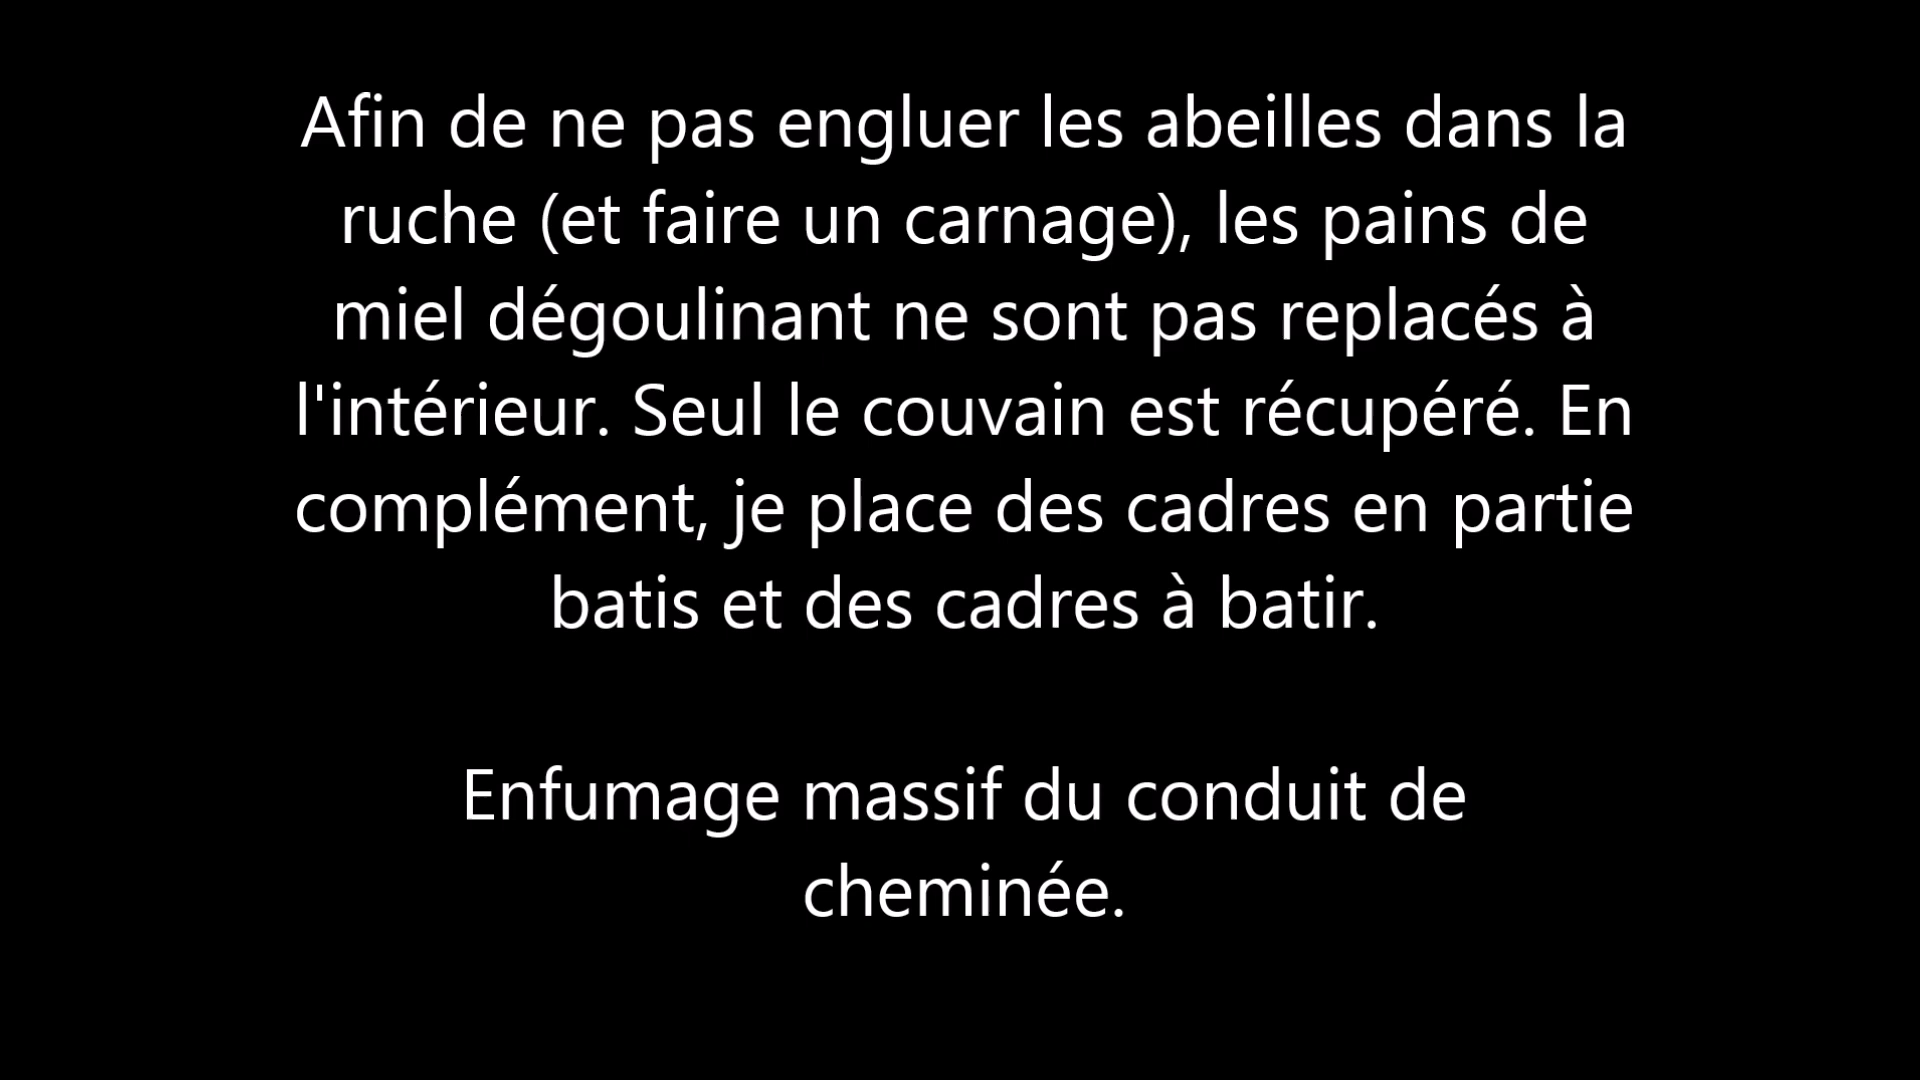 Afin de ne pas engluer les abeilles dans la
ruche (et faire un carnage), les pains de
miel dégoulinant ne sont pas replacés à
l'intérieur. Seul le couvain est récupéré. En
complément, je place des cadres en partie
batis et des cadres à batir.
Enfumage massif du conduit de
cheminée.